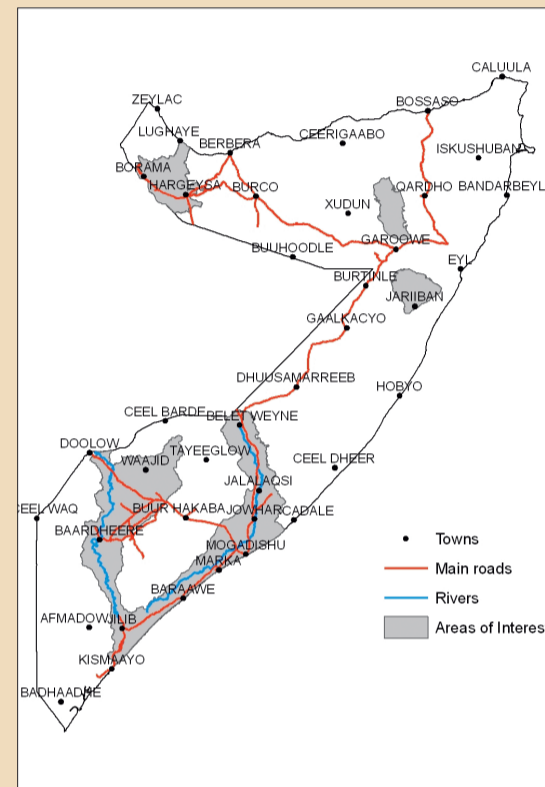 CALUULA
ZEYLAC
BOSSASO
LUGHAYE
CEERIGAABO
BERBERA
ISKUSHUBAN
BORAMA
HARGEYSA
BURCO
QARDHO
BANDARBEYL
XUDUN
GAROOWE
BUUHOODLE
EYL
BURTINLE
JARIIBAN
GAALKACYO
DHUUSAMARREEB
HOBYO
CEEL BARDE
BELET WEYNE
DOOLOW
TAYEEGLOW
WAAJID
CEEL DHEER
JALALAQSI
CEEL WAQ
BUUR HAKABA
JOWHAR
CADALE
BAARDHEERE
MOGADISHU
MARKA
BARAAWE
AFMADOW
JILIB
KISMAAYO
BADHAADHE
Towns
Main roads
Rivers
Areas of Interes